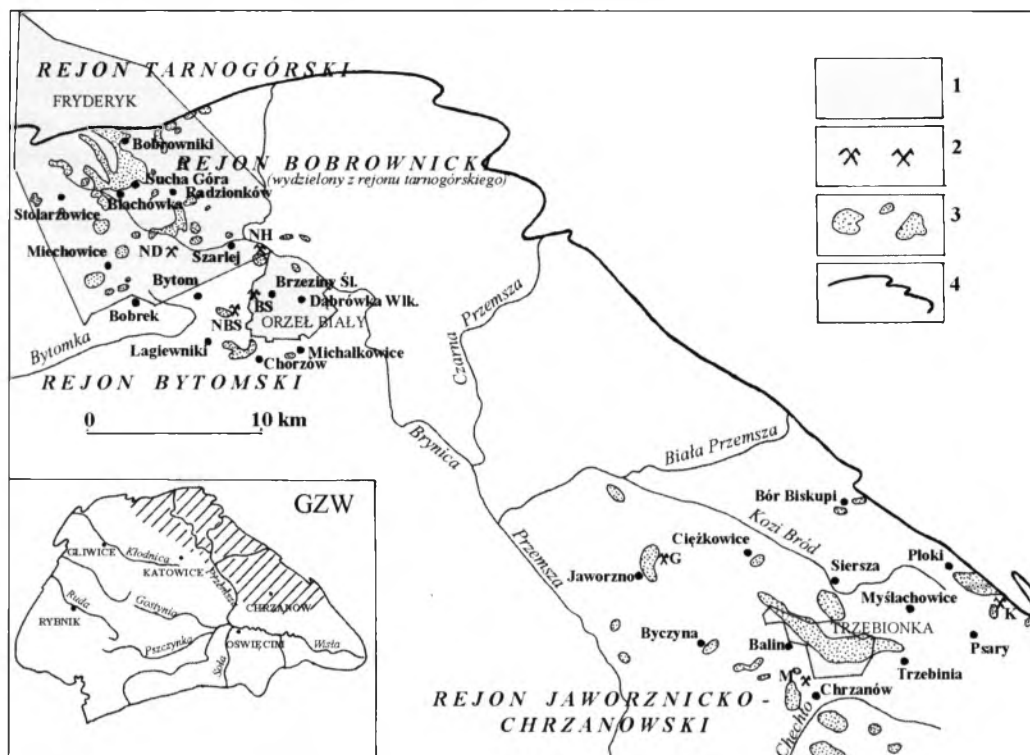 REJON TARNOGÓRSKI
FRYDERYK
Bobrowniki
REJON BOBROWNICKI
(wydzielony z rejonu tarnogórskiego)
Sucha Góra
Radzionków
Blachówka
Stolarzowice
NH
Miechowice
ND
Szarlej
Bytom
Brzeziny Śl.
BS
Dąbrówka Wlk.
Bobrek
NBS
ORZEŁ BIAŁY
Bytomka
Łagiewniki
Michałkowice
Chorzów
REJON BYTOMSKI
0 10 km
1
2
3
4
Czarna Przemsza
Brynica
Biała Przemsza
Przemsza
Bór Biskupi
Kozi Bród
Ciężkowice
G
Jaworzno
Siersza
Płoki
Myślachowice
K
TRZEBIONKA
Byczyna
Balin
Psary
M
Trzebinia
Chrzanów
REJON JAWORZNICKO -
CHRZANOWSKI
Chechło
GZW
GLIWICE
Kłodnica
KATOWICE
Przemsza
CHRZANÓW
Ruda
RYBNIK
Gostynia
Pszczynka
OŚWIĘCIM
Soła
Wisła